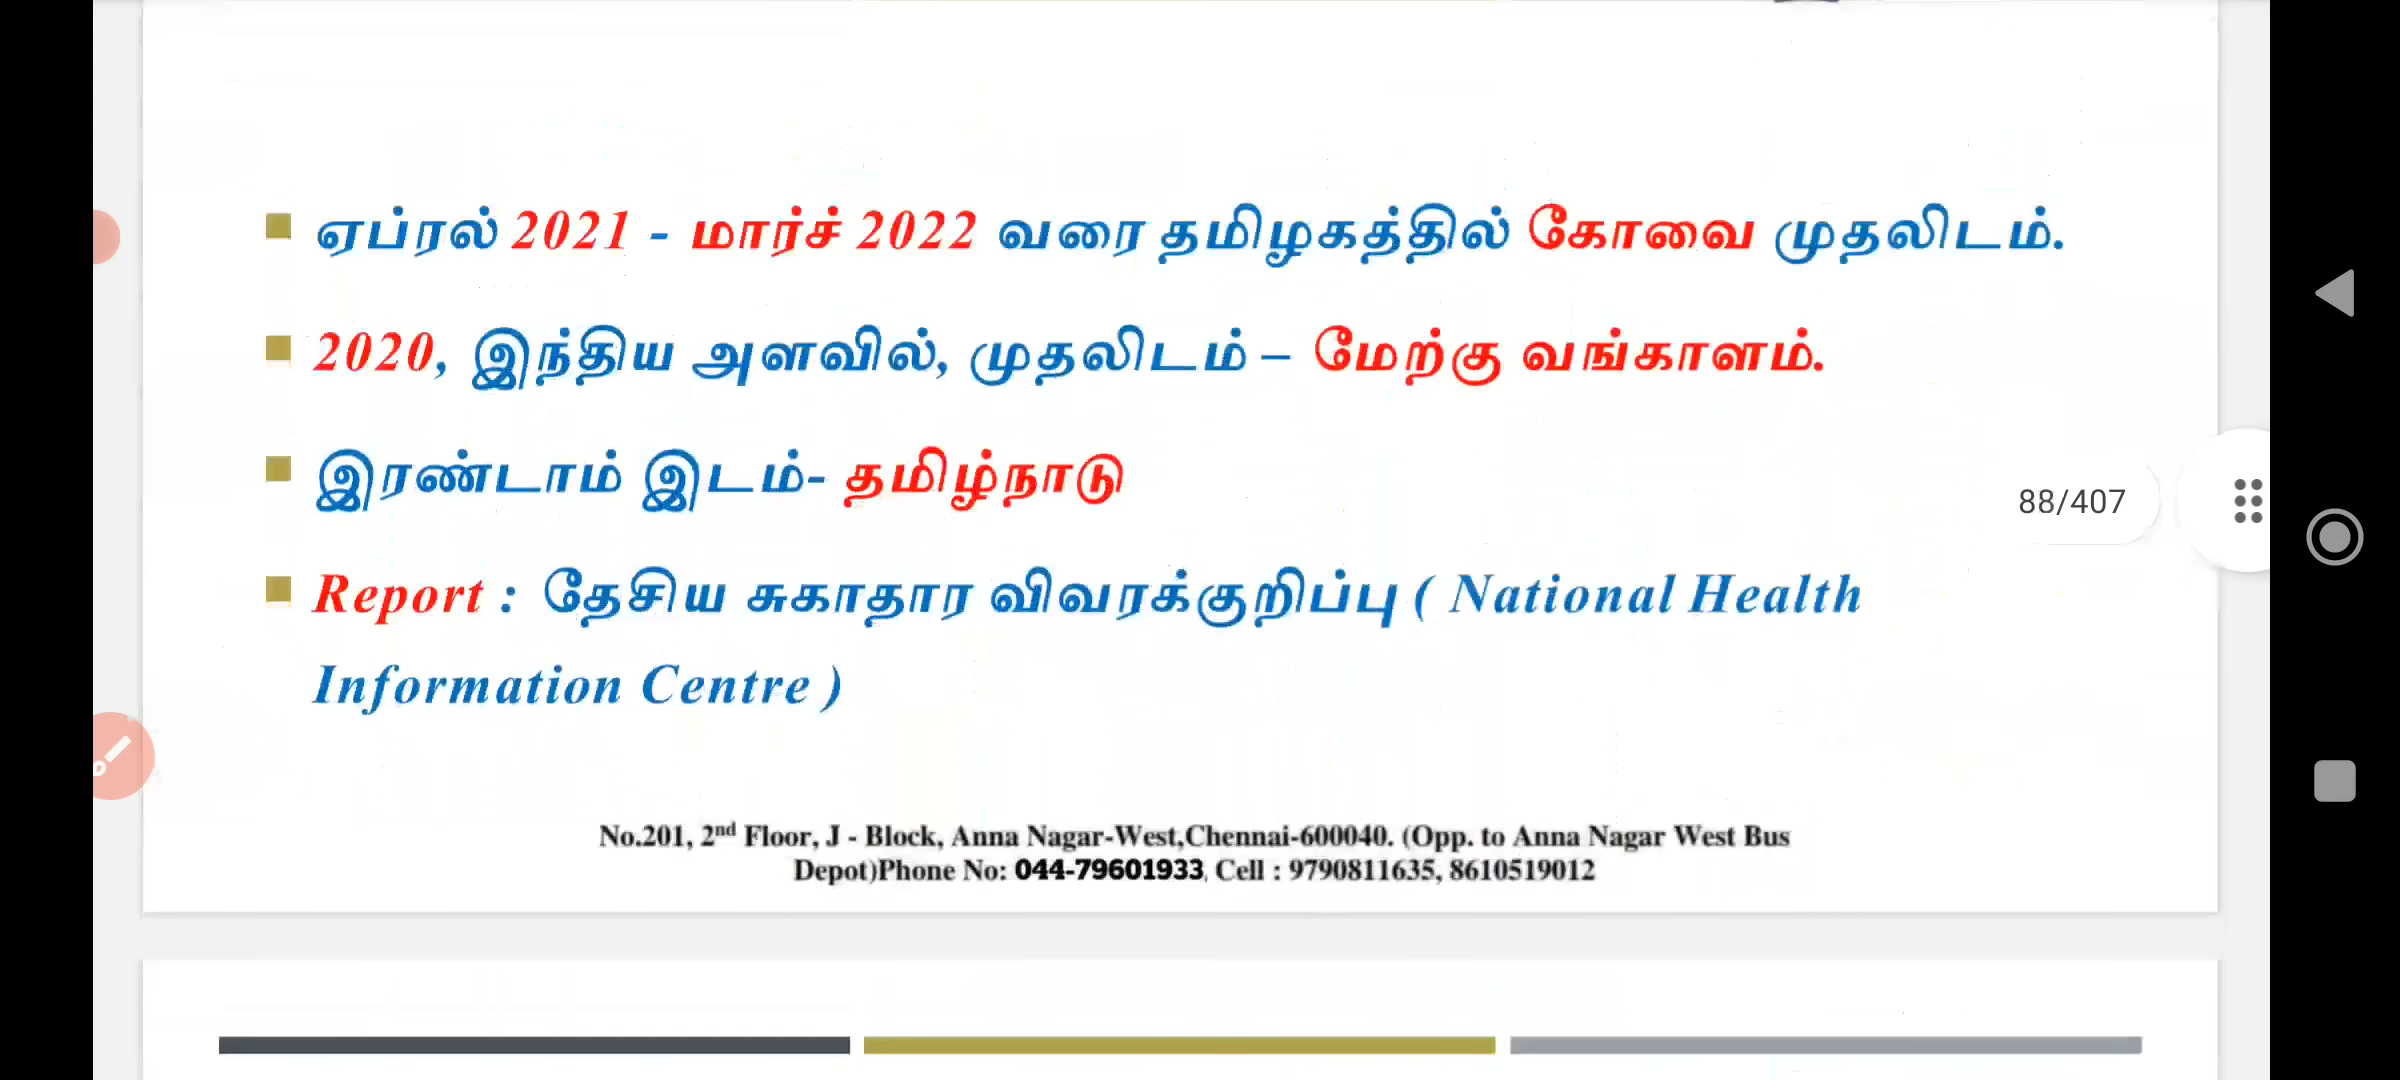 ஏப்ரல் 2021 - மார்ச் 2022 வரை தமிழகத்தில் கோவை முதலிடம்.
2020, இந்திய அளவில், முதலிடம் – மேற்கு வங்காளம்.
இரண்டாம் இடம்- தமிழ்நாடு
88/407
Report : தேசிய சுகாதார விவரக்குறிப்பு ( National Health
Information Centre )
No.201, 2nd Floor, J - Block, Anna Nagar-West,Chennai-600040. (Opp. to Anna Nagar West Bus
Depot)Phone No: 044-79601933, Cell : 9790811635, 8610519012